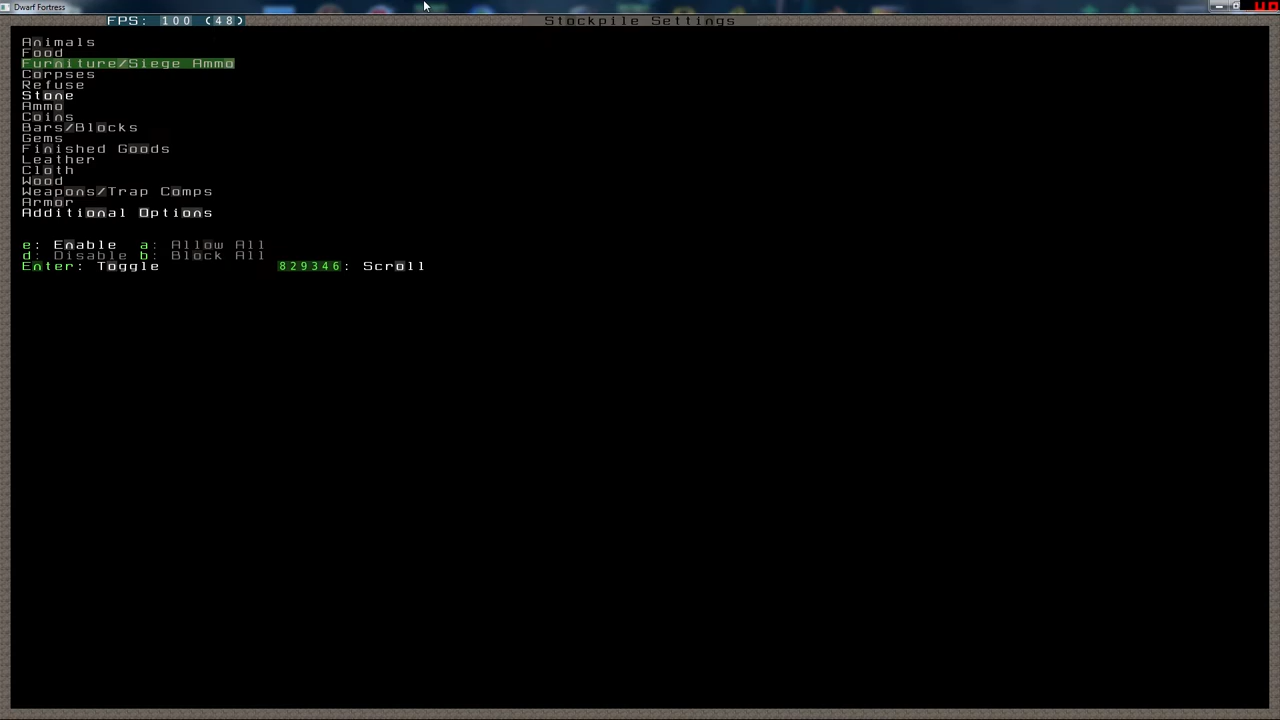 Dwarf Fortress
FPS: 100 (48)
Stockpile Settings
Animals
Food
Furniture/Siege Ammo
Corpses
Refuse
Stone
Ammo
Coins
Bars/Blocks
Gems
Finished Goods
Leather
Cloth
Wood
Weapons/Trap Comps
Armor
Additional Options
e: Enable a: Allow All
d: Disable b: Block All
Enter: Toggle 829346: Scroll